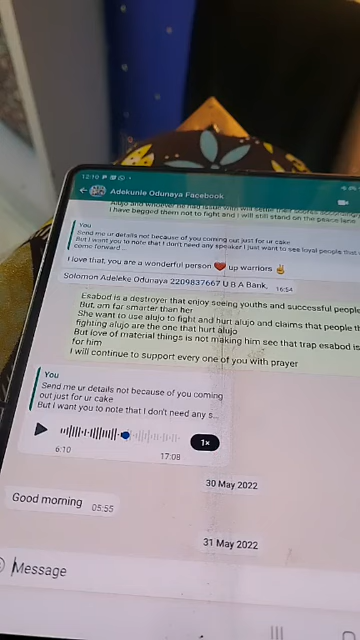 12:10
Adekunle Odunaya Facebook
I have begged them not to fight and I will still stand on the peace lens
You
Send me ur details not because of you coming out just for ur cake
But I want you to note that I don't need any speaker I just want to see loyal people that co
come forward ..
I love that, you are a wonderful person ❤️ up warriors ✌️
Solomon Adeleke Odunaya 2209837667 U B A Bank. 16:54
Esabod is a destroyer that enjoy seeing youths and successful people
But, am far smarter than her
She want to use alujo to fight and hurt alujo and claims that people th
fighting alujo are the one that hurt alujo
But love of material things is not making him see that trap esabod is
for him
I will continue to support every one of you with prayer
You
Send me ur details not because of you coming
out just for ur cake
But I want you to note that I don't need any s...
1×
6:10 17:08
30 May 2022
Good morning 05:55
31 May 2022
Message